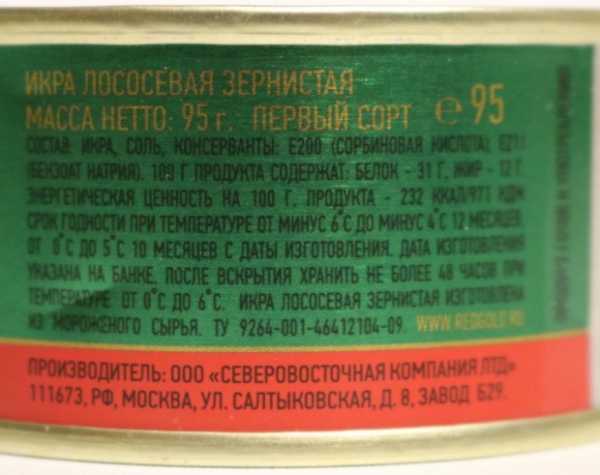 ИКРА ЛОСОСЕВАЯ ЗЕРНИСТАЯ
МАССА НЕТТО: 95 г. ПЕРВЫЙ СОРТ е 95
СОСТАВ: ИКРА, СОЛЬ, КОНСЕРВАНТЫ: Е200 (СОРБИНОВАЯ КИСЛОТА), Е211
(БЕНЗОАТ НАТРИЯ). 100 Г ПРОДУКТА СОДЕРЖАТ: БЕЛОК - 31 Г, ЖИР - 12 Г.
ЭНЕРГЕТИЧЕСКАЯ ЦЕННОСТЬ НА 100 Г. ПРОДУКТА - 232 ККАЛ/971 КДЖ
СРОК ГОДНОСТИ ПРИ ТЕМПЕРАТУРЕ ОТ МИНУС 6°С ДО МИНУС 4°С 12 МЕСЯЦЕВ,
ОТ 0°С ДО 5°С 10 МЕСЯЦЕВ С ДАТЫ ИЗГОТОВЛЕНИЯ. ДАТА ИЗГОТОВЛЕНИЯ
УКАЗАНА НА БАНКЕ. ПОСЛЕ ВСКРЫТИЯ ХРАНИТЬ НЕ БОЛЕЕ 48 ЧАСОВ ПРИ
ТЕМПЕРАТУРЕ ОТ 0°С ДО 6°С. ИКРА ЛОСОСЕВАЯ ЗЕРНИСТАЯ ИЗГОТОВЛЕНА
ИЗ МОРОЖЕНОГО СЫРЬЯ. ТУ 9264-001-46412104-09. WWW.REDGOLD.RU
ПРОИЗВОДИТЕЛЬ: ООО «СЕВЕРОВОСТОЧНАЯ КОМПАНИЯ ЛТД»
111673, РФ, МОСКВА, УЛ. САЛТЫКОВСКАЯ, Д. 8, ЗАВОД Б29.
ПРОДУКТ ГОТОВ К УПОТРЕБЛЕНИЮ